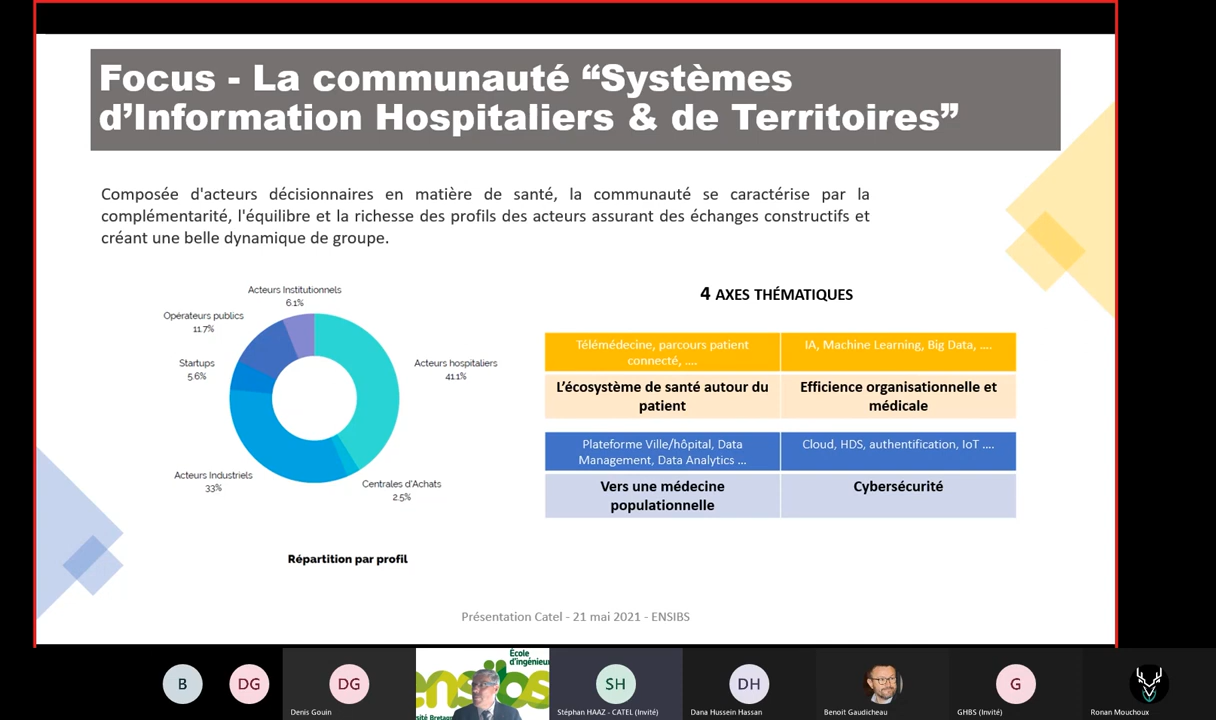 Focus - La communauté “Systèmes
d’Information Hospitaliers & de Territoires”
Composée d'acteurs décisionnaires en matière de santé, la communauté se caractérise par la
complémentarité, l'équilibre et la richesse des profils des acteurs assurant des échanges constructifs et
créant une belle dynamique de groupe.
Acteurs Institutionnels
6.1%
Opérateurs publics
11.7%
Startups
5.6%
Acteurs hospitaliers
41.1%
Acteurs Industriels
33%
Centrales d'Achats
2.5%
Répartition par profil
4 AXES THÉMATIQUES
Télémédecine, parcours patient
connecté, ....
IA, Machine Learning, Big Data, ....
L’écosystème de santé autour du
patient
Efficience organisationnelle et
médicale
Plateforme Ville/hôpital, Data
Management, Data Analytics ...
Cloud, HDS, authentification, IoT ....
Vers une médecine
populationnelle
Cybersécurité
Présentation Catel - 21 mai 2021 - ENSIBS
B
DG
DG
Denis Gouin
École
d'ingénieu
ensibs
sité Bretagn
SH
Stéphan HAAZ - CATEL (Invité)
DH
Dana Hussein Hassan
Benoit Gaudicheau
G
GHBS (Invité)
Ronan Mouchoux